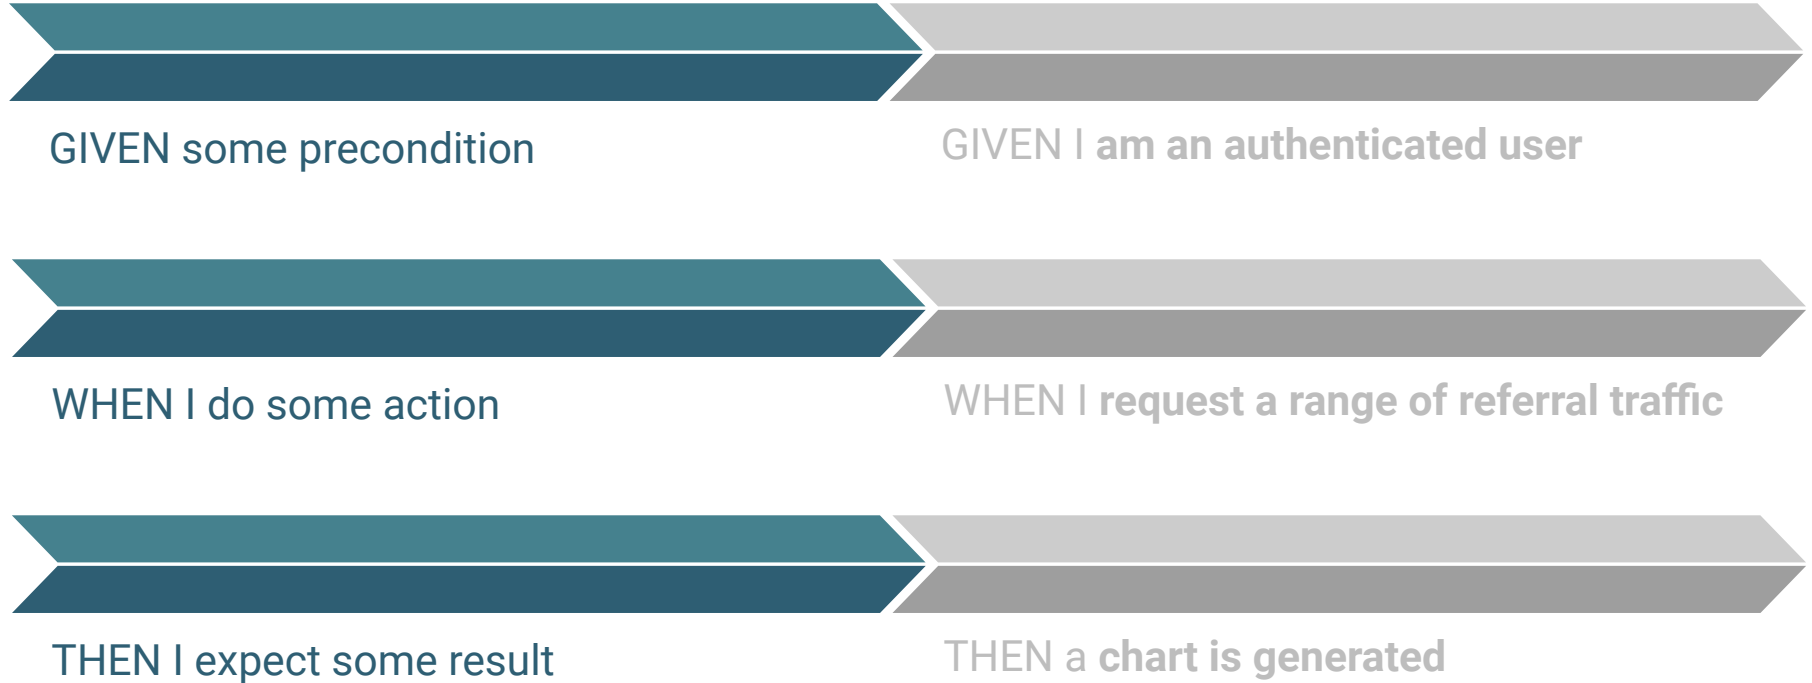 GIVEN some precondition
GIVEN I am an authenticated user
WHEN I do some action
WHEN I request a range of referral traffic
THEN I expect some result
THEN a chart is generated